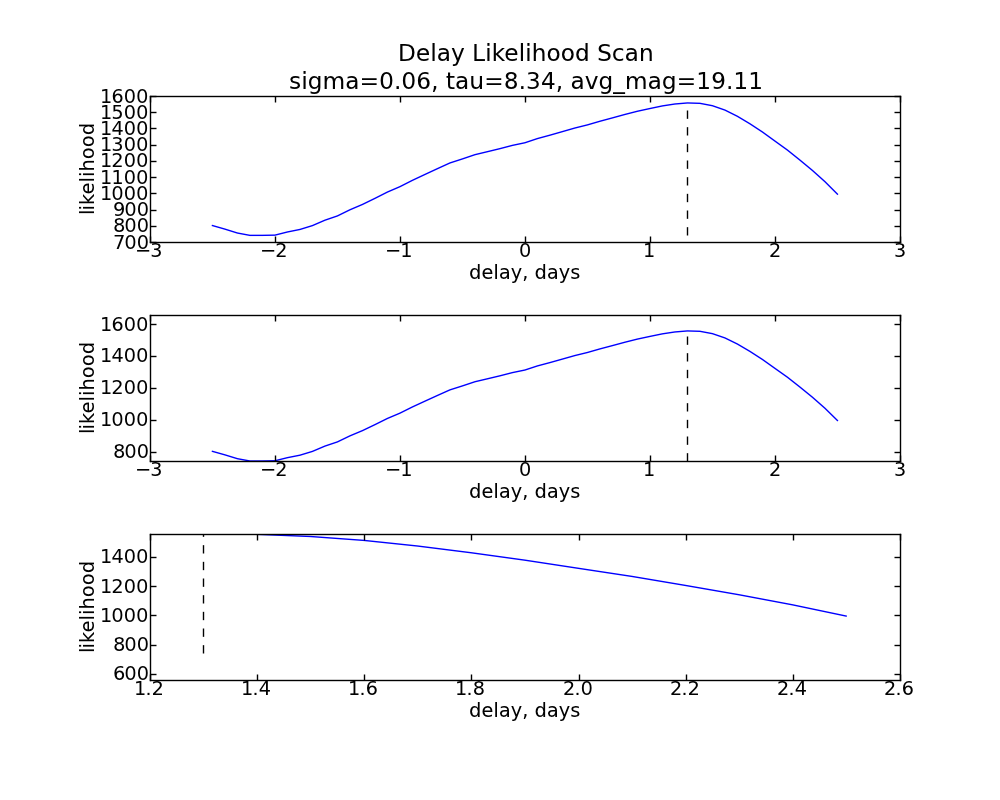 Delay Likelihood Scan
sigma=0.06, tau=8.34, avg_mag=19.11
1600
1500
1400
1300
1200
1100
1000
900
800
700
likelihood
−3 −2 −1 0 1 2 3
delay, days
1600
1400
1200
1000
800
likelihood
−3 −2 −1 0 1 2 3
delay, days
1400
1200
1000
800
600
likelihood
1.2 1.4 1.6 1.8 2.0 2.2 2.4 2.6
delay, days